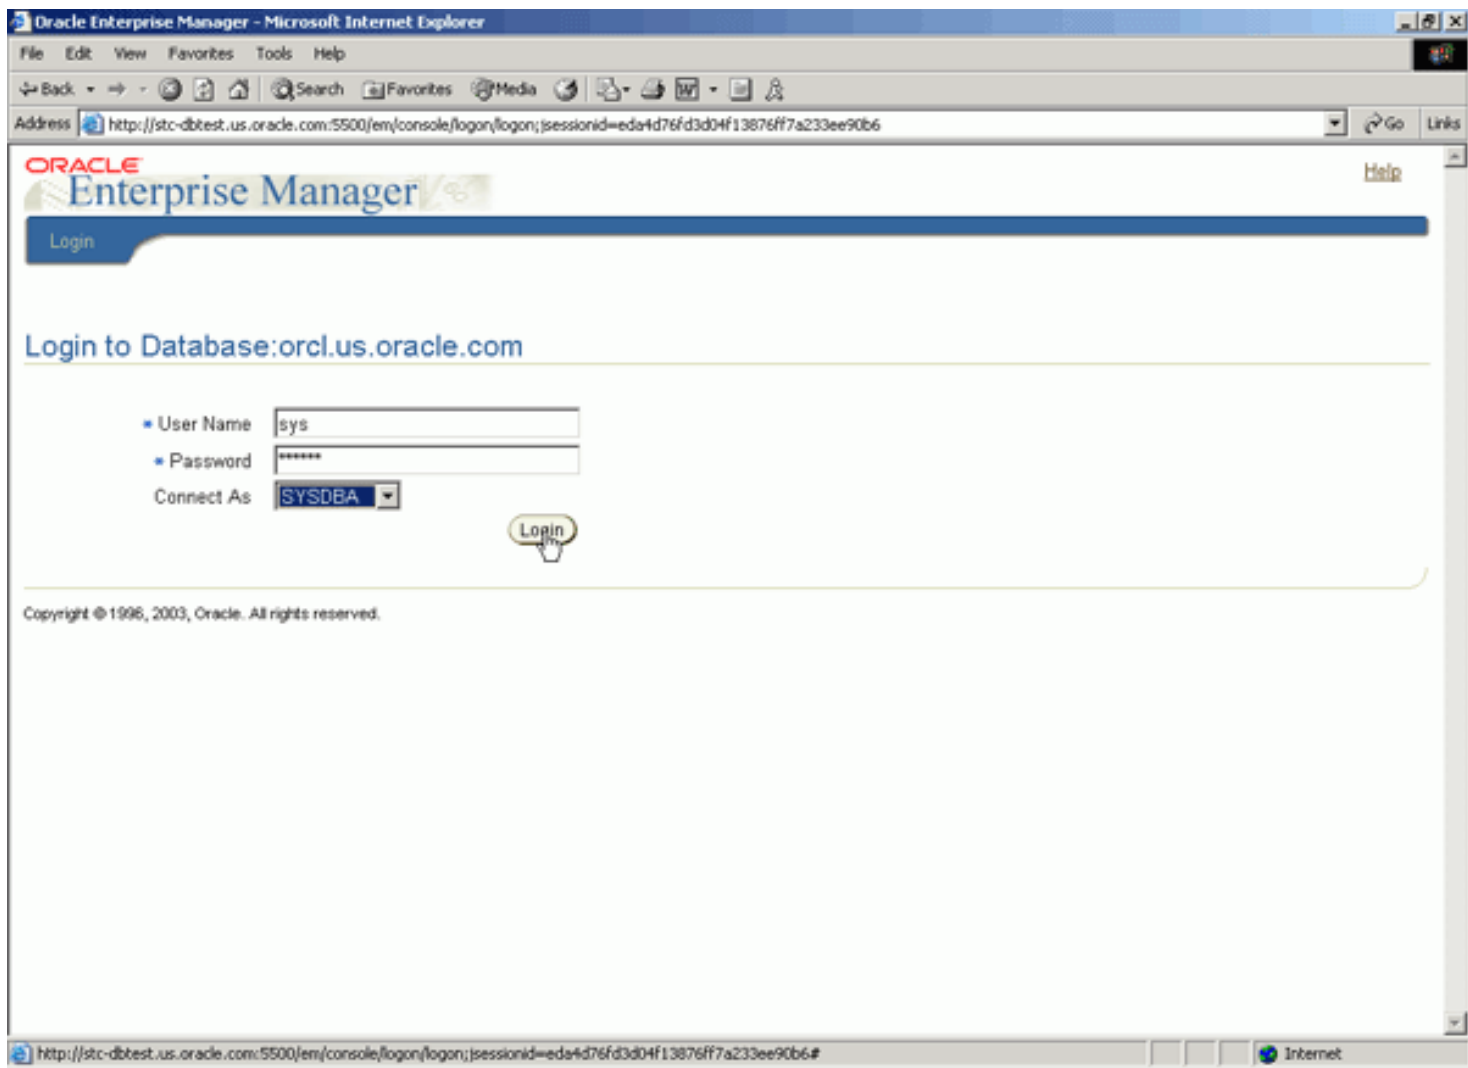 Oracle Enterprise Manager - Microsoft Internet Explorer
File Edit View Favorites Tools Help
Back Search Favorites Media
Address http://stc-dbtest.us.oracle.com:5500/em/console/logon/logon;jsessionid=eda4d76fd3d04f13876ff7a233ee90b6 Go Links
ORACLE
Enterprise Manager
Help
Login
Login to Database:orcl.us.oracle.com
* User Name sys
* Password ******
Connect As SYSDBA
Login
Copyright © 1996, 2003, Oracle. All rights reserved.
http://stc-dbtest.us.oracle.com:5500/em/console/logon/logon;jsessionid=eda4d76fd3d04f13876ff7a233ee90b6# Internet